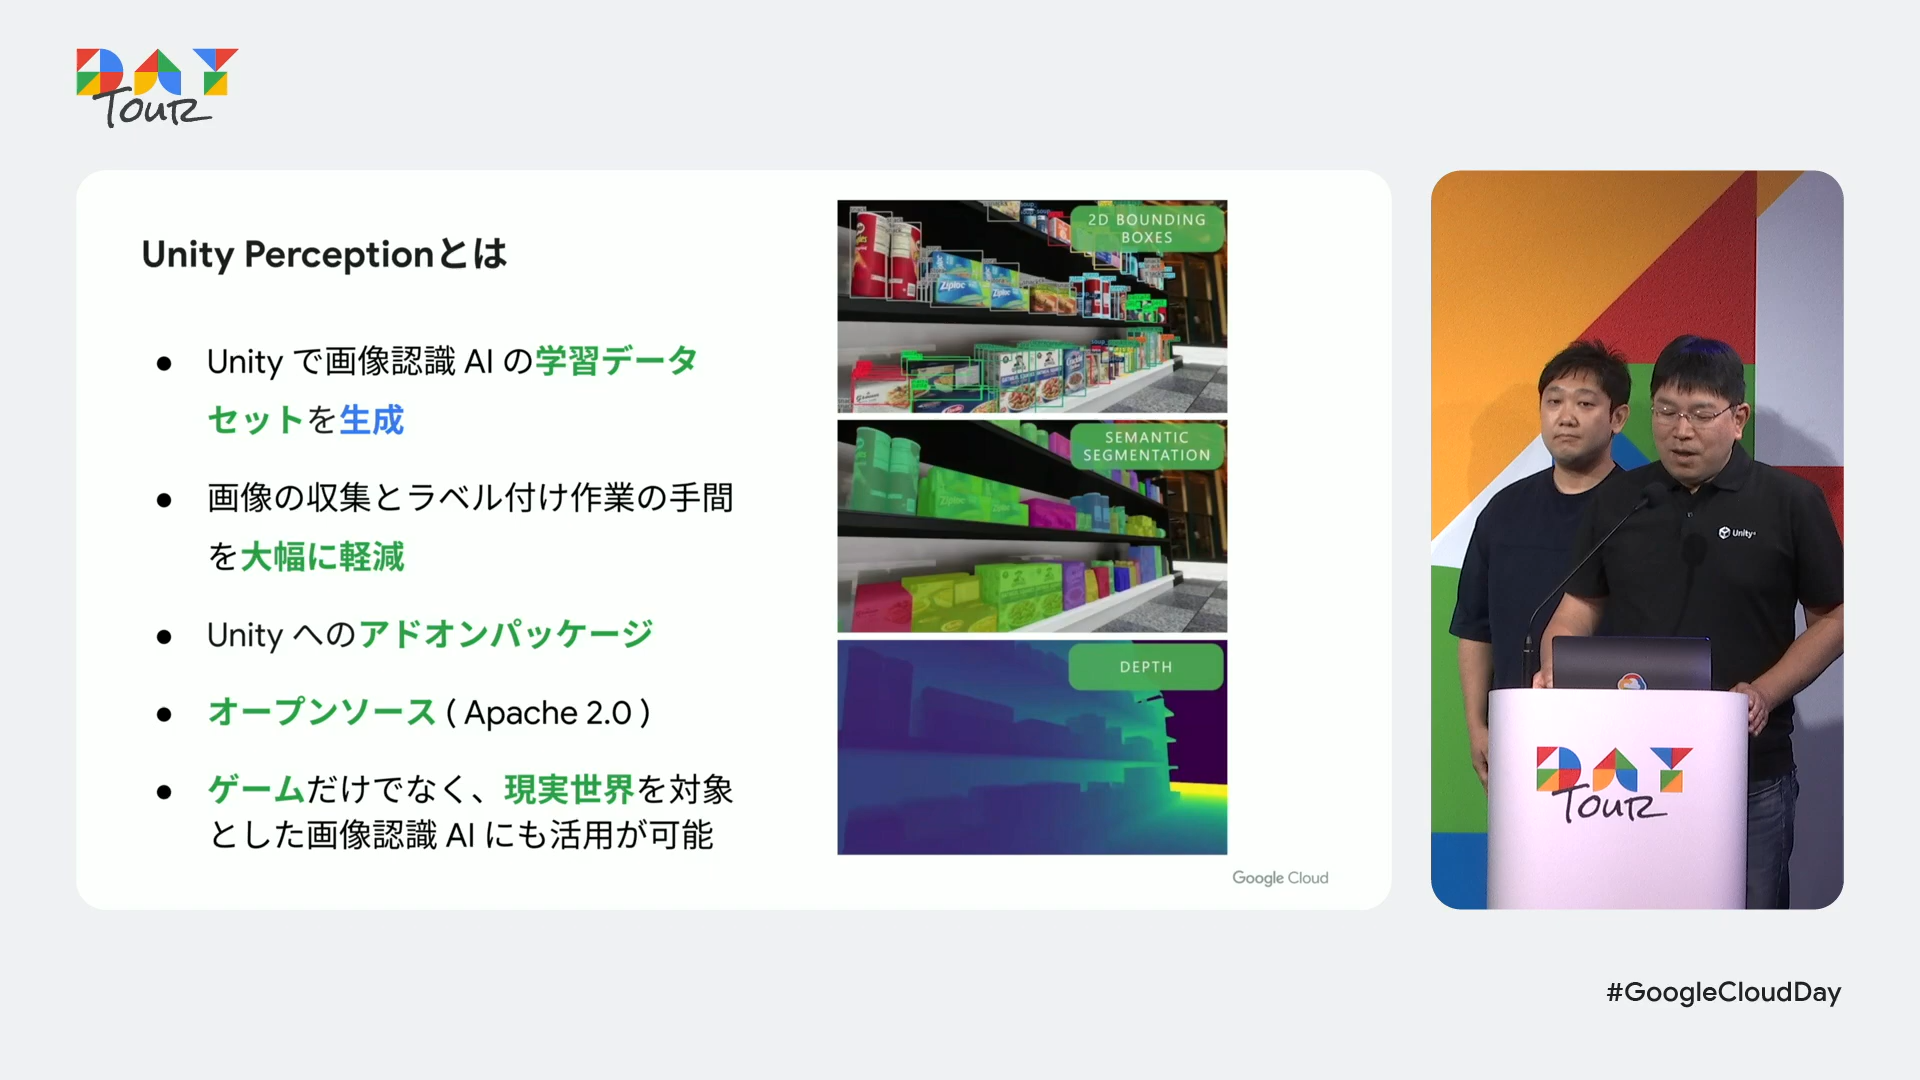 DAY
Tour
Unity Perceptionとは
● Unity で画像認識 AI の学習データ
セットを生成
● 画像の収集とラベル付け作業の手間
を大幅に軽減
● Unity へのアドオンパッケージ
● オープンソース ( Apache 2.0 )
● ゲームだけでなく、現実世界を対象
とした画像認識 AI にも活用が可能
2D BOUNDING
BOXES
Ziploc
Ziploc
SEMANTIC
SEGMENTATION
DEPTH
Google Cloud
Unity
DAY
Tour
#GoogleCloudDay